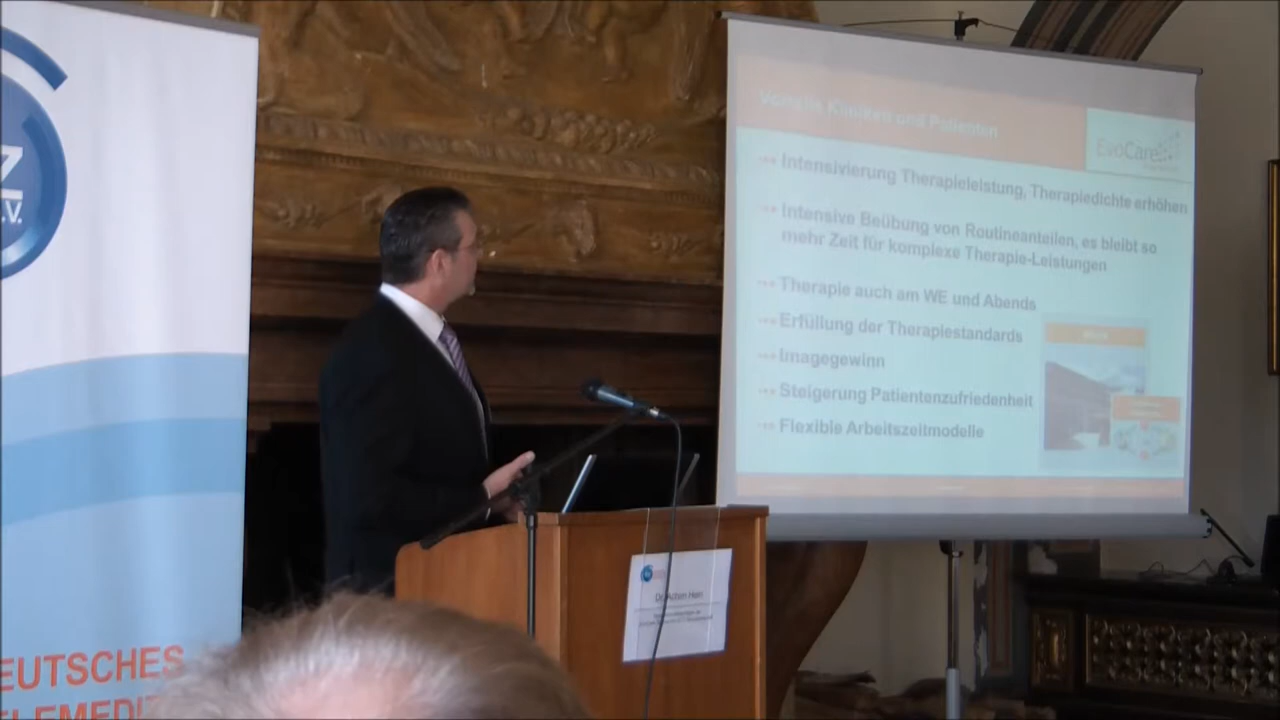 Z
.V.
EUTSCHES
ELEMEDI
Vorteile Kliniken und Patienten
EvoCare
Intensivierung Therapieleistung, Therapiedichte erhöhen
Intensive Beübung von Routineanteilen, es bleibt so
mehr Zeit für komplexe Therapie-Leistungen
Therapie auch am WE und Abends
Erfüllung der Therapiestandards
Imagegewinn
Steigerung Patientenzufriedenheit
Flexible Arbeitszeitmodelle
Dr. Achim Hein